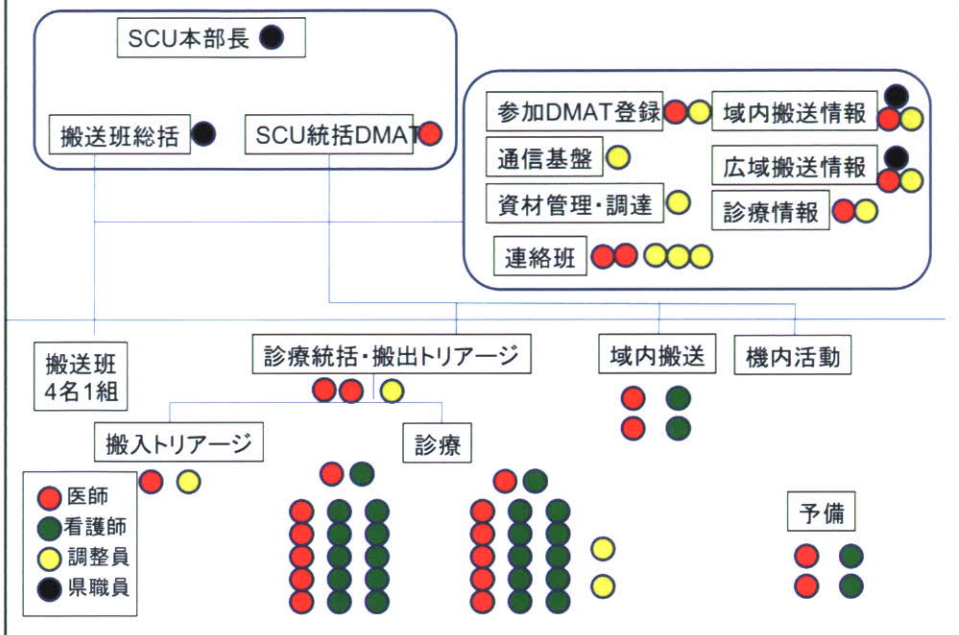 SCU本部長
搬送班総括
SCU統括DMAT
参加DMAT登録
域内搬送情報
通信基盤
広域搬送情報
資材管理・調達
診療情報
連絡班
搬送班
4名1組
診療統括・搬出トリアージ
域内搬送
機内活動
搬入トリアージ
診療
医師
看護師
調整員
県職員
予備